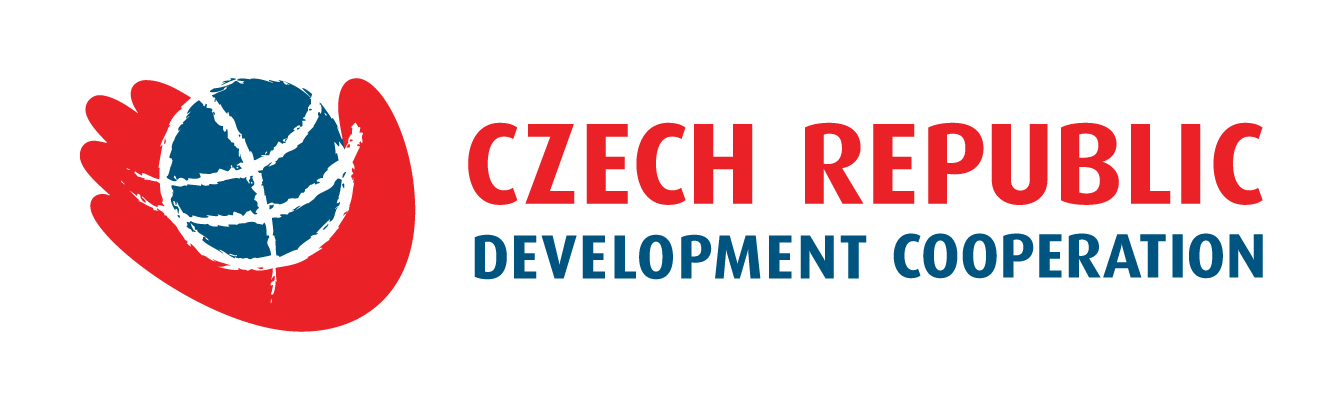 CZECH REPUBLIC
DEVELOPMENT COOPERATION